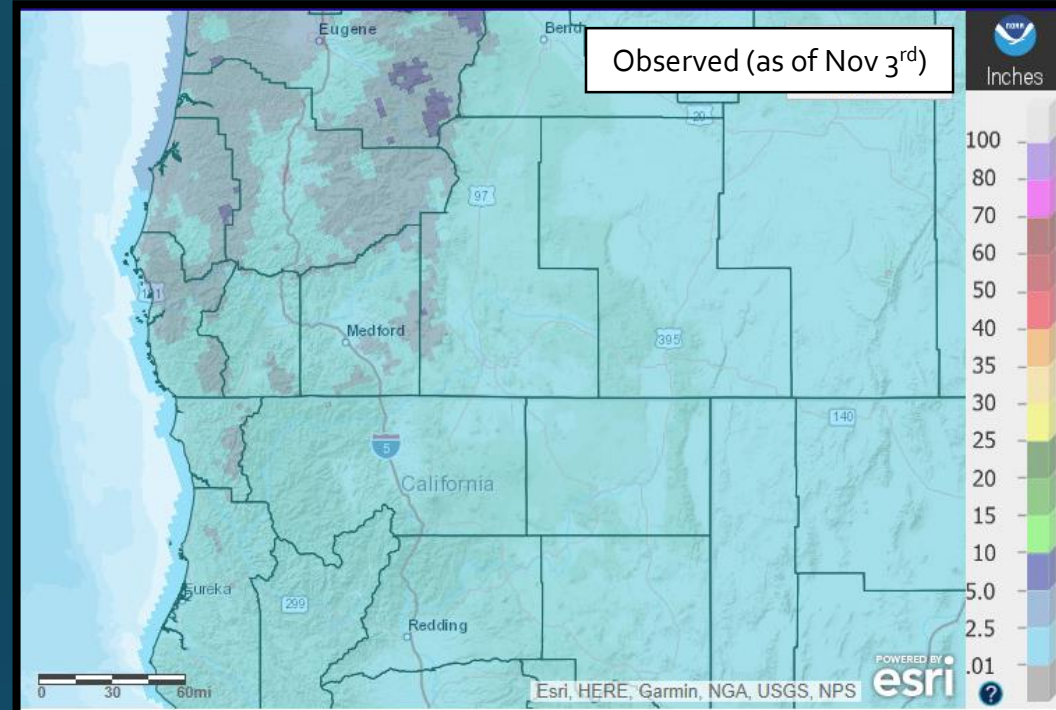 Eugene
Bend
Observed (as of Nov 3rd)
NOAA
Inches
20
100
97
80
70
60
101
50
Medford
395
40
35
30
140
25
5
California
20
15
10
Eureka
299
5.0
Redding
2.5
POWERED BY
esri
.01
0 30 60mi
Esri, HERE, Garmin, NGA, USGS, NPS
?